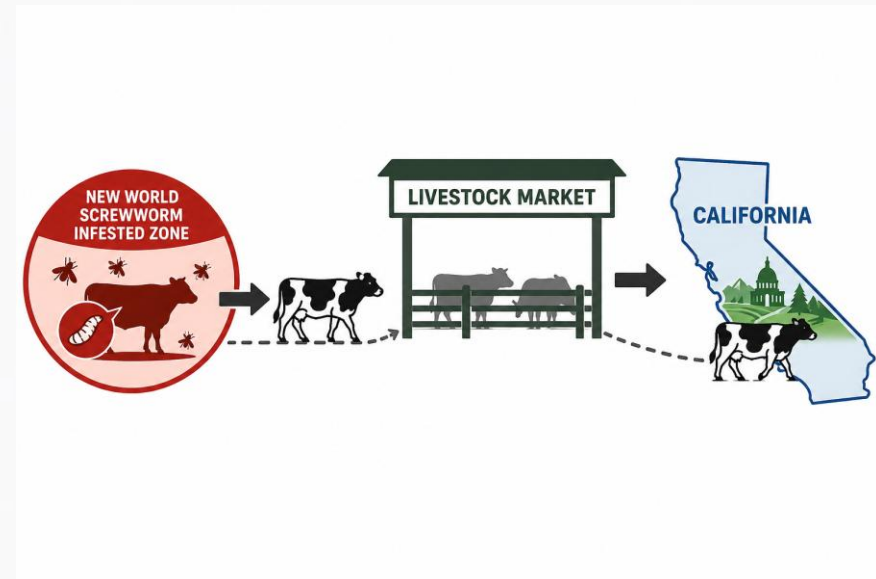 NEW WORLD
SCREWWORM
INFESTED ZONE
LIVESTOCK MARKET
CALIFORNIA